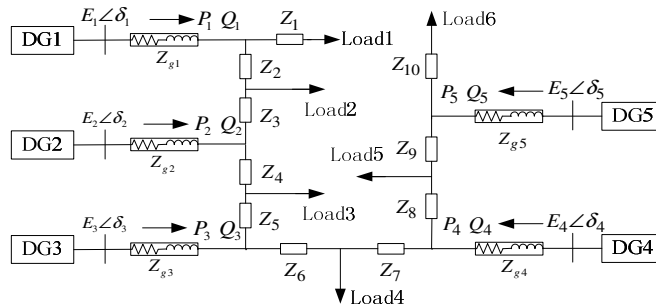 DG1
E1∠δ1
Zg1
P1 Q1
Z1
Load1
Z2
Load2
Z3
DG2
E2∠δ2
Zg2
P2 Q2
Z4
Load3
Z5
DG3
E3∠δ3
Zg3
P3 Q3
Z6
Load4
Z7
Load6
Z10
P5 Q5
E5∠δ5
Zg5
DG5
Z9
Load5
Z8
P4 Q4
E4∠δ4
Zg4
DG4